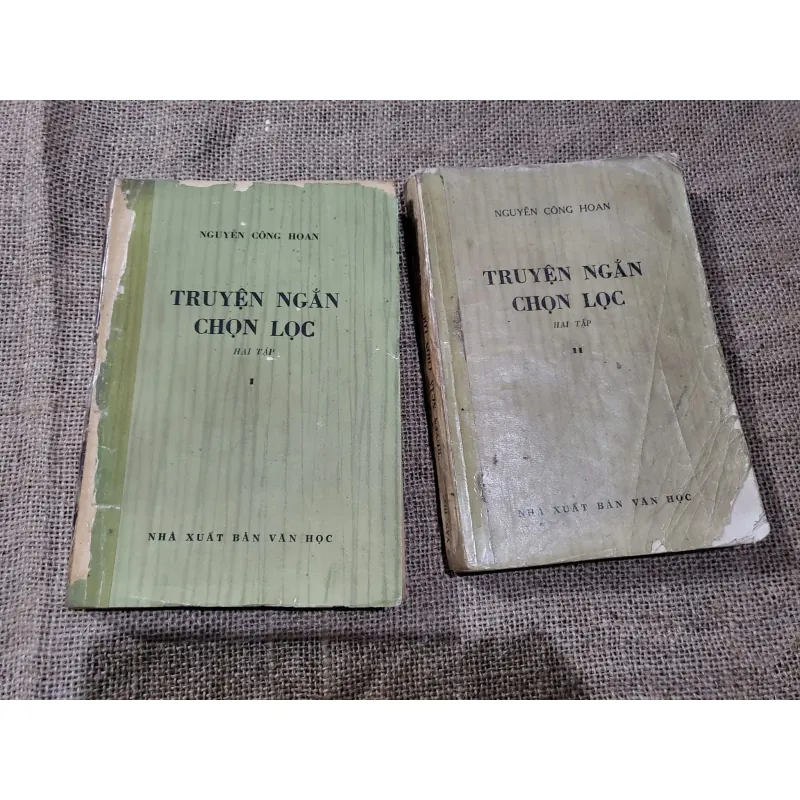 NGUYỄN CÔNG HOAN
TRUYỆN NGẮN
CHỌN LỌC
HAI TẬP
I
NHÀ XUẤT BẢN VĂN HỌC
NGUYỄN CÔNG HOAN
TRUYỆN NGẮN
CHỌN LỌC
HAI TẬP
II
NHÀ XUẤT BẢN VĂN HỌC